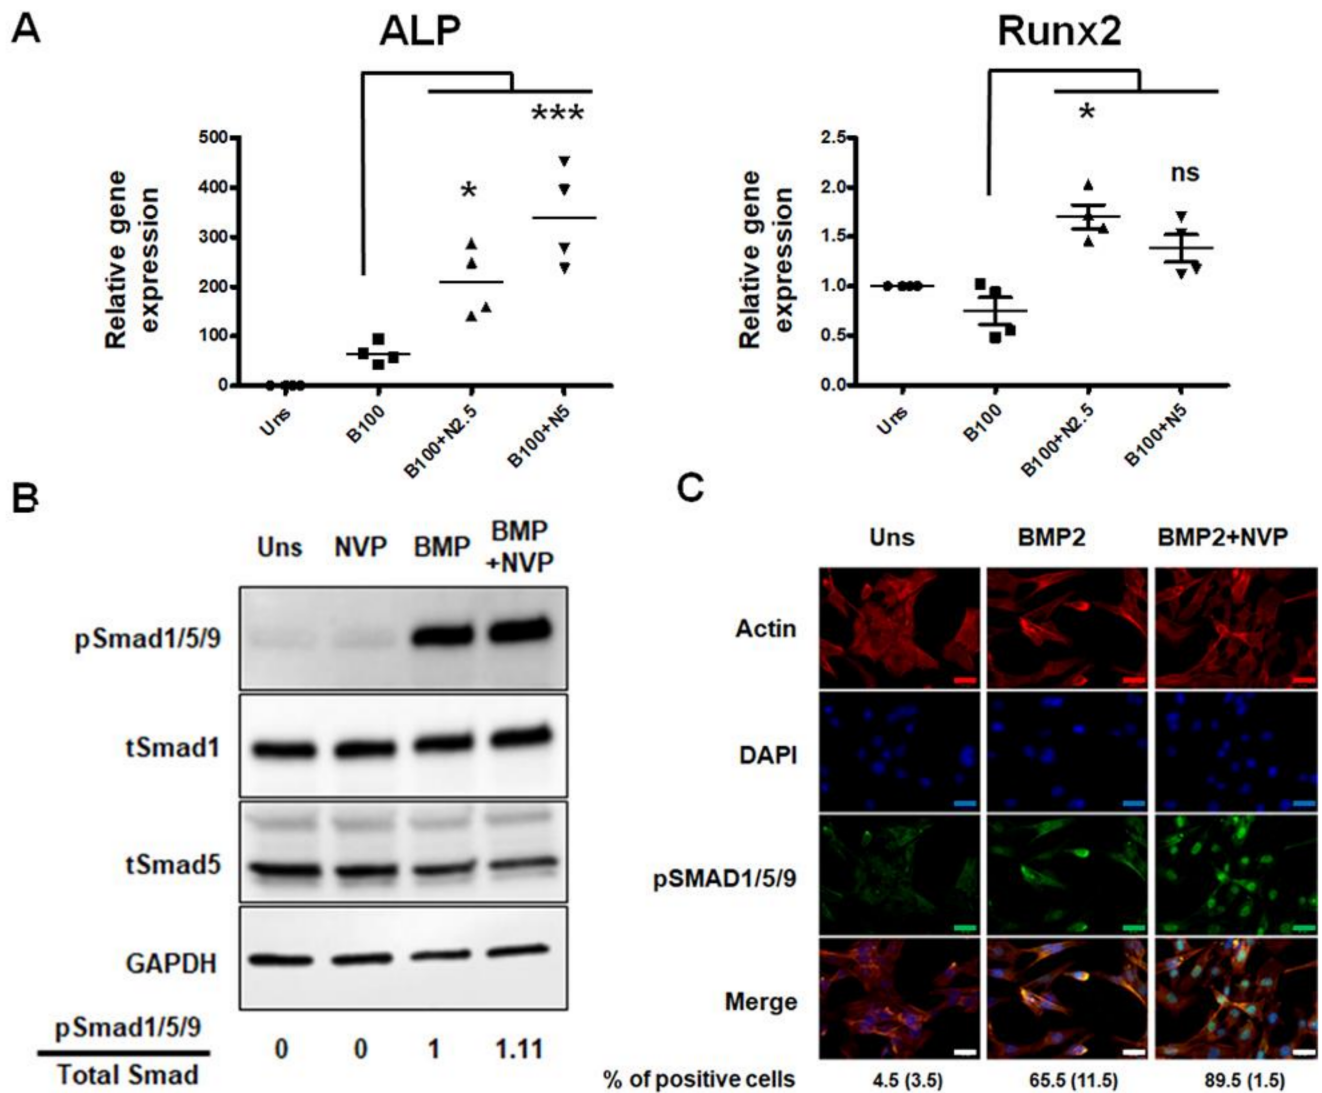 A
ALP
Runx2
***
*
*
ns
Relative gene
expression
500
400
300
200
100
0
Uns
B100
B100+N2.5
B100+N5
Relative gene
expression
2.5
2.0
1.5
1.0
0.5
0.0
Uns
B100
B100+N2.5
B100+N5
B
Uns NVP BMP BMP
+NVP
pSmad1/5/9
tSmad1
tSmad5
GAPDH
pSmad1/5/9
Total Smad
0 0 1 1.11
C
Uns BMP2 BMP2+NVP
Actin
DAPI
pSMAD1/5/9
Merge
% of positive cells 4.5 (3.5) 65.5 (11.5) 89.5 (1.5)